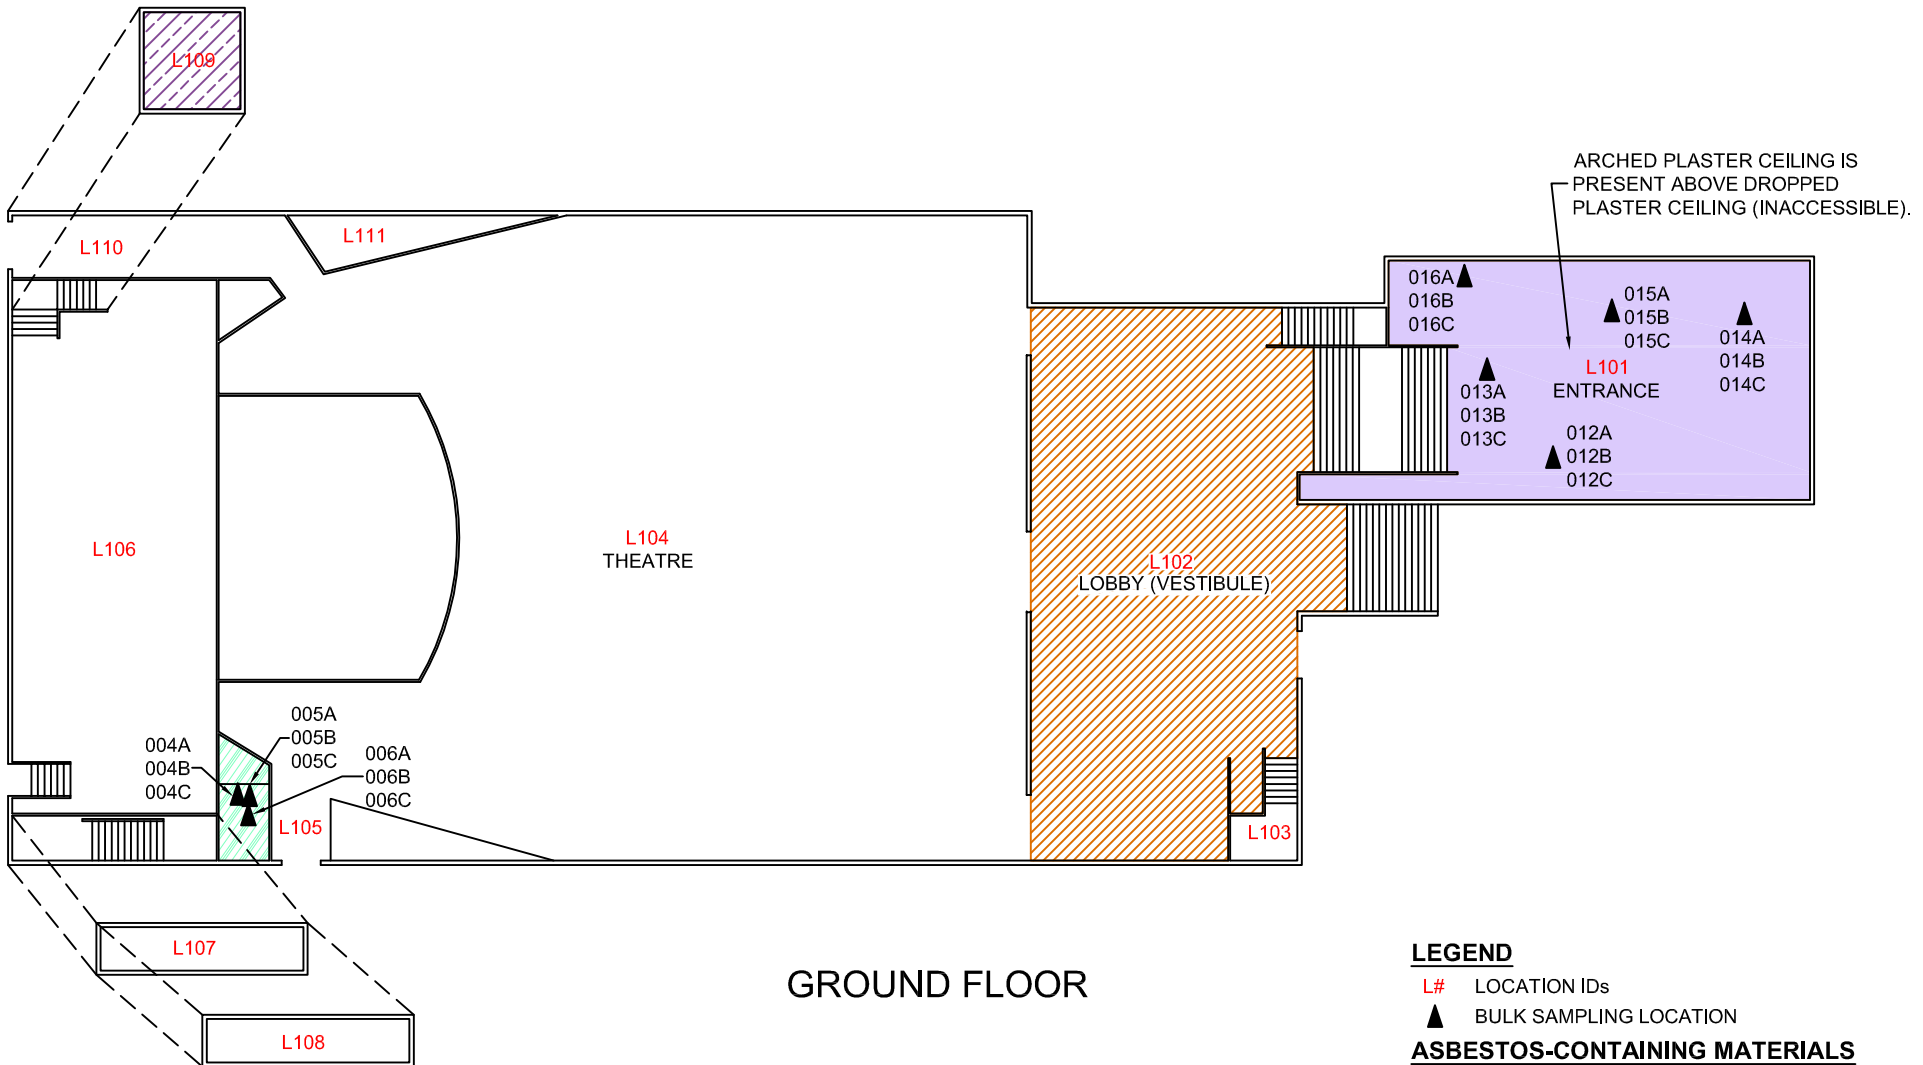 L109
ARCHED PLASTER CEILING IS
PRESENT ABOVE DROPPED
PLASTER CEILING (INACCESSIBLE).
L110
L111
016A
016B
016C
015A
015B
015C
014A
014B
014C
L101
ENTRANCE
013A
013B
013C
012A
012B
012C
L106
L104
THEATRE
L102
LOBBY (VESTIBULE)
004A
004B
004C
005A
005B
005C
006A
006B
006C
L105
L103
L107
L108
GROUND FLOOR
LEGEND
L# LOCATION IDs
BULK SAMPLING LOCATION
ASBESTOS-CONTAINING MATERIALS